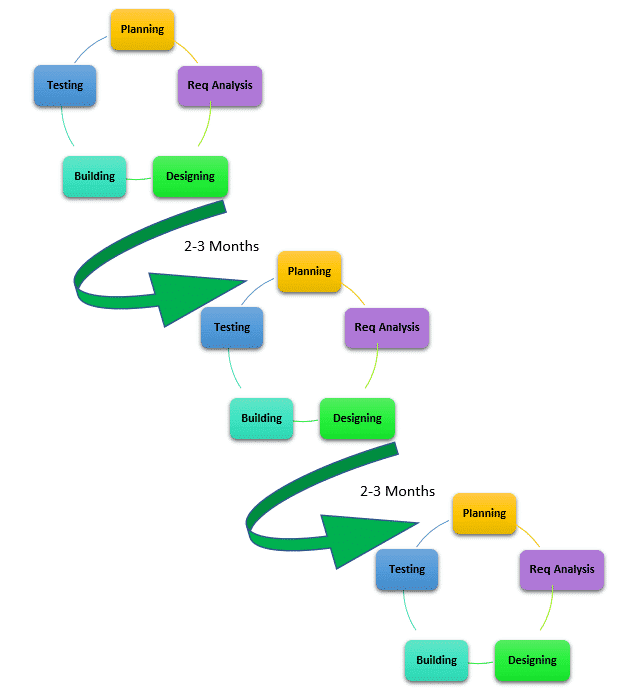 Planning
Testing
Req Analysis
Building
Designing
2-3 Months
Planning
Testing
Req Analysis
Building
Designing
2-3 Months
Planning
Testing
Req Analysis
Building
Designing